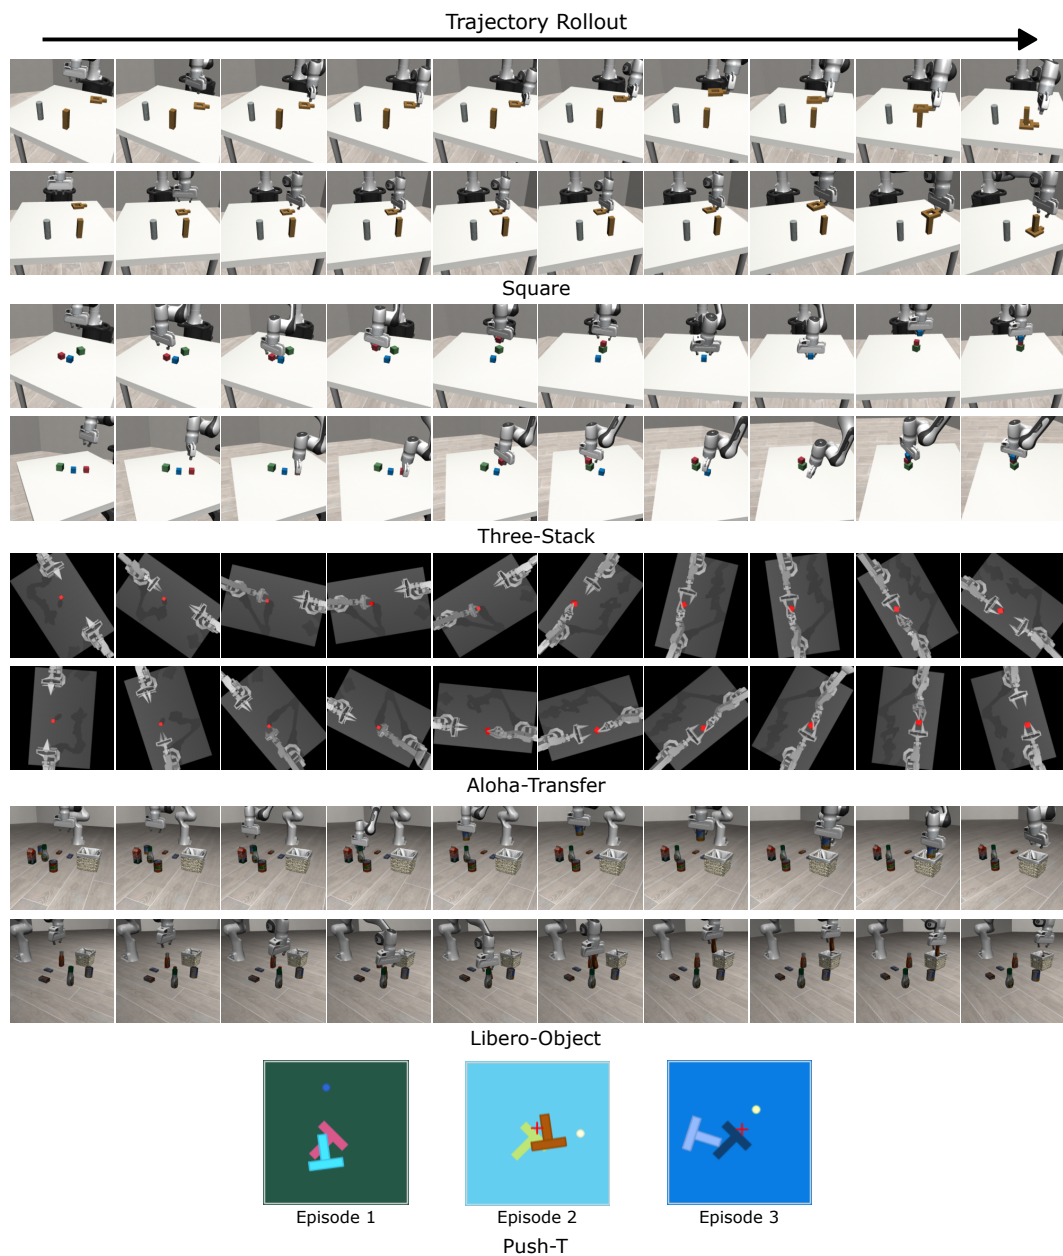 Trajectory Rollout
Square
Three-Stack
Aloha-Transfer
Libero-Object
Episode 1
Episode 2
Episode 3
Push-T